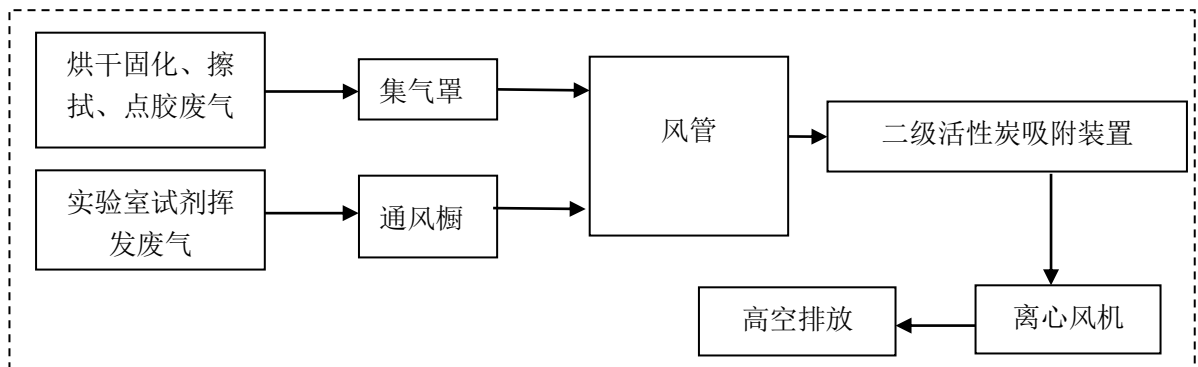 烘干固化、擦
拭、点胶废气
集气罩
风管
二级活性炭吸附装置
实验室试剂挥
发废气
通风橱
高空排放
离心风机